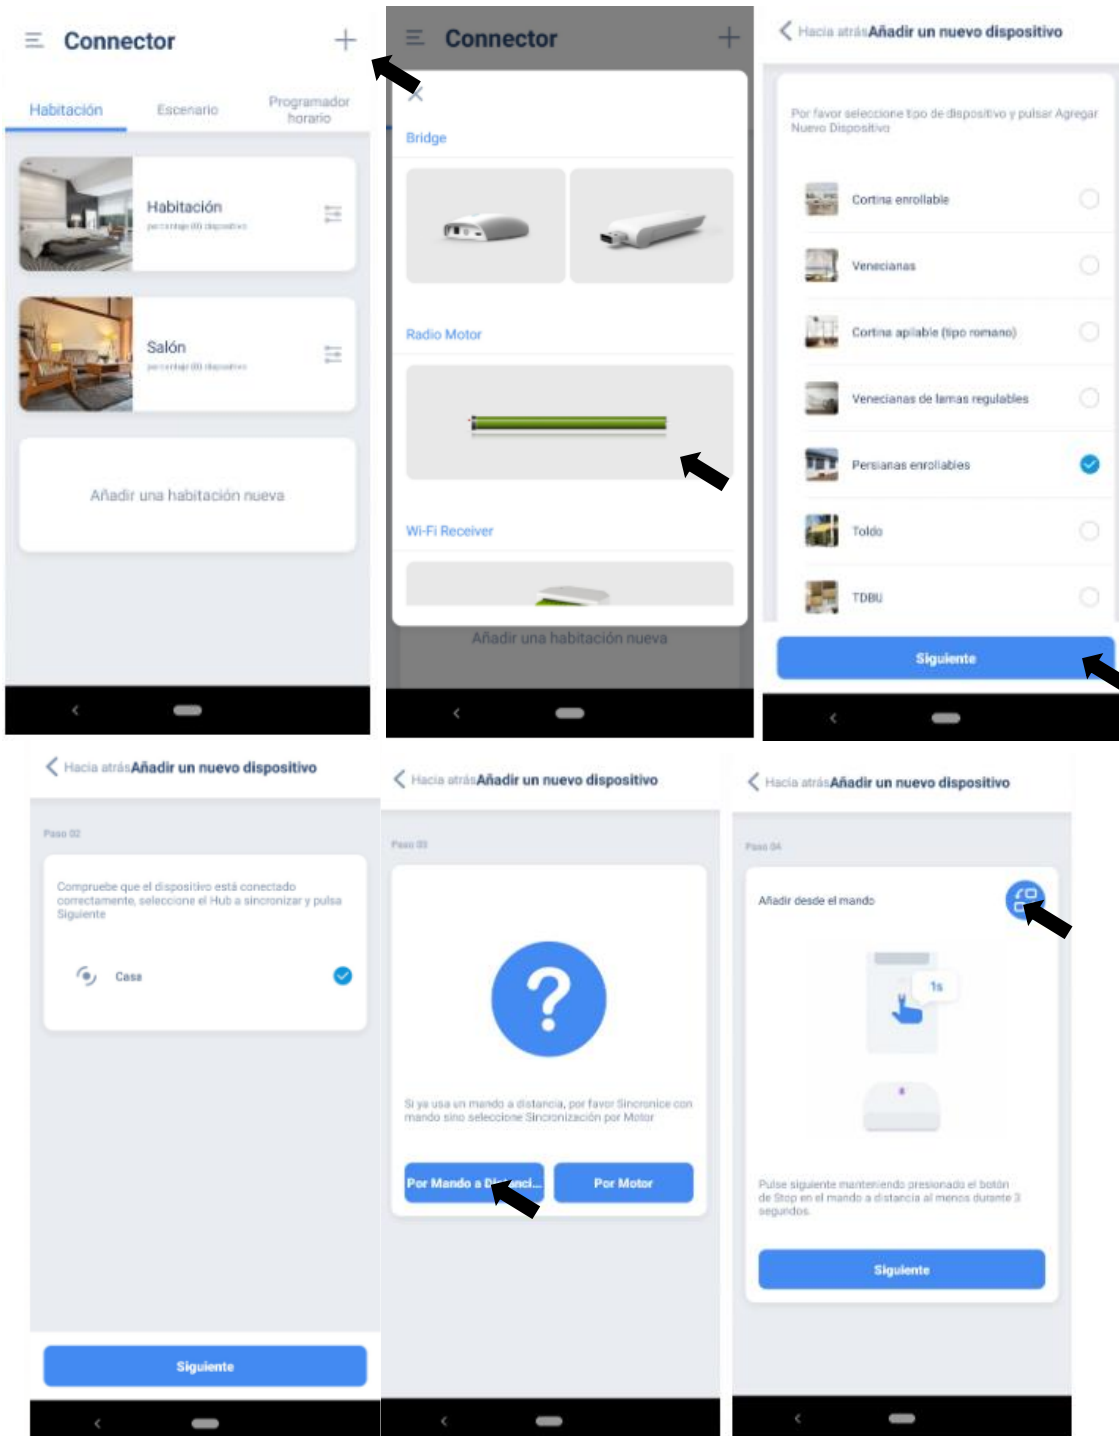 Connector
Habitación
Escenario
Programador
horario
Habitación
porcentaje (0) dispositivo
Salón
porcentaje (0) dispositivo
Añadir una habitación nueva
Connector
Bridge
Radio Motor
Wi-Fi Receiver
Añadir una habitación nueva
Hacia atrás Añadir un nuevo dispositivo
Por favor seleccione tipo de dispositivo y pulsar Agregar
Nuevo Dispositivo
Cortina enrollable
Venecianas
Cortina apilable (tipo romano)
Venecianas de lamas regulables
Persianas enrollables
Toldo
TDBU
Siguiente
Hacia atrás Añadir un nuevo dispositivo
Paso 02
Compruebe que el dispositivo está conectado
correctamente, seleccione el Hub a sincronizar y pulsa
Siguiente
Casa
Siguiente
Hacia atrás Añadir un nuevo dispositivo
Paso 03
Si ya usa un mando a distancia, por favor Sincronice con
mando sino seleccione Sincronización por Motor
Por Mando a Distanci...
Por Motor
Hacia atrás Añadir un nuevo dispositivo
Paso 04
Añadir desde el mando
1s
Pulse siguiente manteniendo presionado el botón
de Stop en el mando a distancia al menos durante 3
segundos.
Siguiente